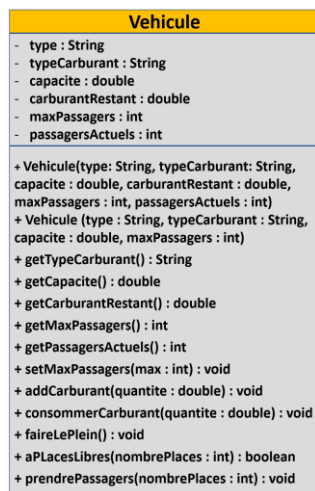 Vehicule
- type : String
- typeCarburant : String
- capacite : double
- carburantRestant : double
- maxPassagers : int
- passagersActuels : int
+ Vehicule(type: String, typeCarburant: String,
capacite : double, carburantRestant : double,
maxPassagers : int, passagersActuels : int)
+ Vehicule (type : String, typeCarburant : String,
capacite : double, maxPassagers : int)
+ getTypeCarburant() : String
+ getCapacite() : double
+ getCarburantRestant() : double
+ getMaxPassagers() : int
+ getPassagersActuels() : int
+ setMaxPassagers(max : int) : void
+ addCarburant(quantite : double) : void
+ consommerCarburant(quantite : double) : void
+ faireLePlein() : void
+ aPLacesLibres(nombrePlaces : int) : boolean
+ prendrePassagers(nombrePlaces : int) : void